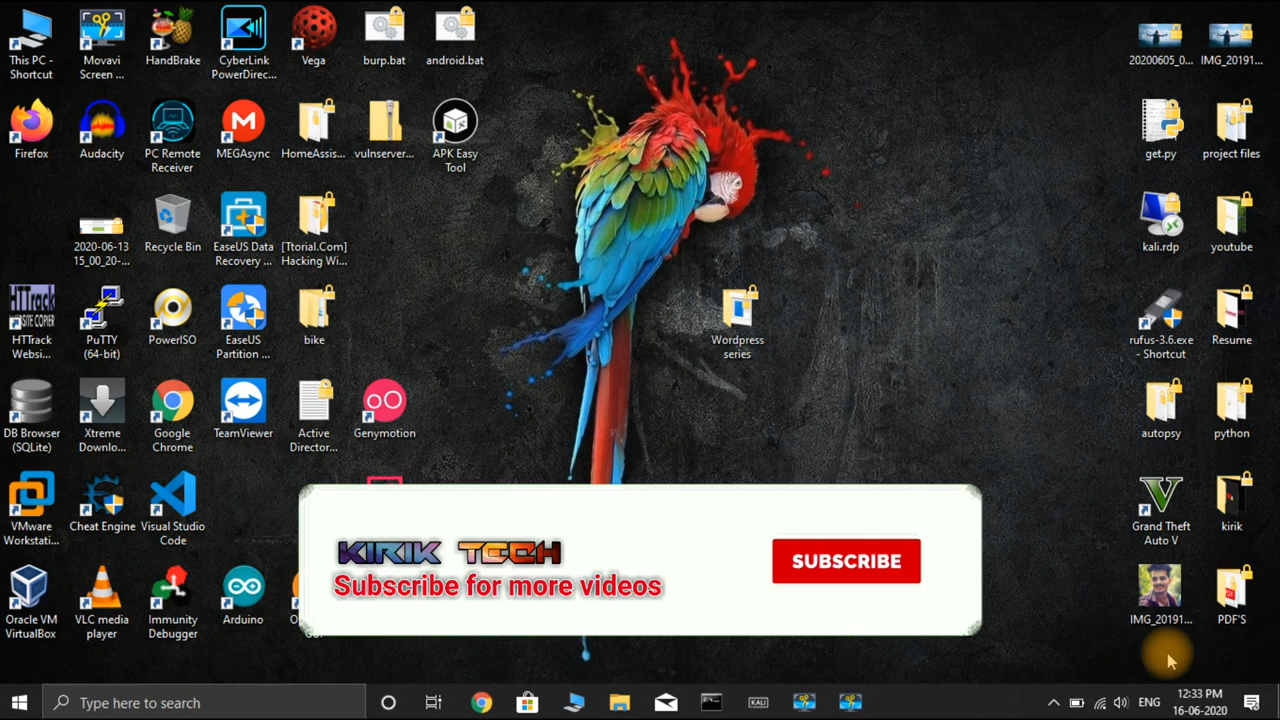 This PC -
Shortcut
Movavi
Screen ...
HandBrake
CyberLink
PowerDirec...
Vega
burp.bat
android.bat
20200605_0...
IMG_20191...
Firefox
Audacity
PC Remote
Receiver
MEGAsync
HomeAssis...
vulnserver...
APK Easy
Tool
get.py
project files
2020-06-13
15_00_20-...
Recycle Bin
EaseUS Data
Recovery ...
[Ttorial.Com]
Hacking Wi...
kali.rdp
youtube
HTTrack
WEBSITE COPIER
HTTrack
Websi...
PuTTY
(64-bit)
PowerISO
EaseUS
Partition ...
bike
Wordpress
series
rufus-3.6.exe
- Shortcut
Resume
DB Browser
(SQLite)
Xtreme
Downlo...
Google
Chrome
TeamViewer
Active
Director...
Genymotion
autopsy
python
VMware
Workstati...
Cheat Engine
Visual Studio
Code
Grand Theft
Auto V
kirik
KIRIK TECH
Subscribe for more videos
SUBSCRIBE
Oracle VM
VirtualBox
VLC media
player
Immunity
Debugger
Arduino
IMG_20191...
PDF'S
Type here to search
KALI
ENG
12:33 PM
16-06-2020